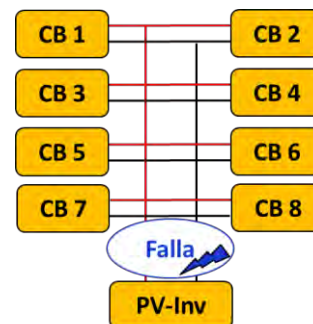 CB 1 CB 2
CB 3 CB 4
CB 5 CB 6
CB 7 CB 8
Falla
PV-Inv